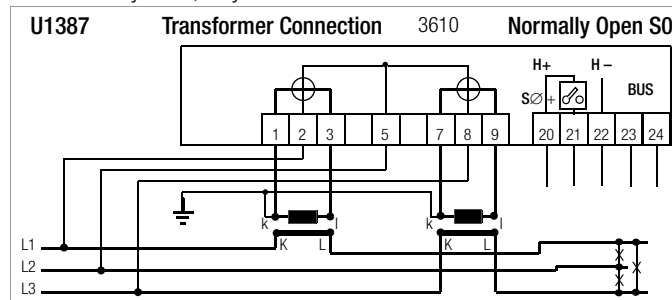 U1387 Transformer Connection 3610 Normally Open S0
H+ H –
SØ + BUS
1 2 3 5 7 8 9 20 21 22 23 24
k l k l
L1 K L K L
L2
L3